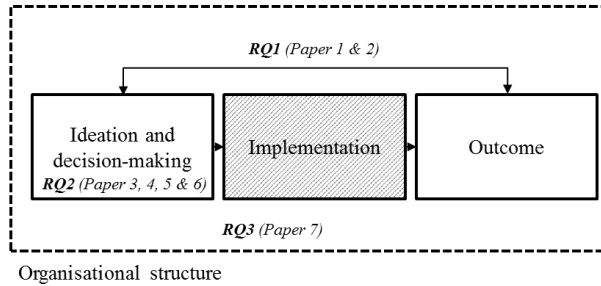 RQ1 (Paper 1 & 2)
Ideation and
decision-making
RQ2 (Paper 3, 4, 5 & 6)
Implementation
Outcome
RQ3 (Paper 7)
Organisational structure